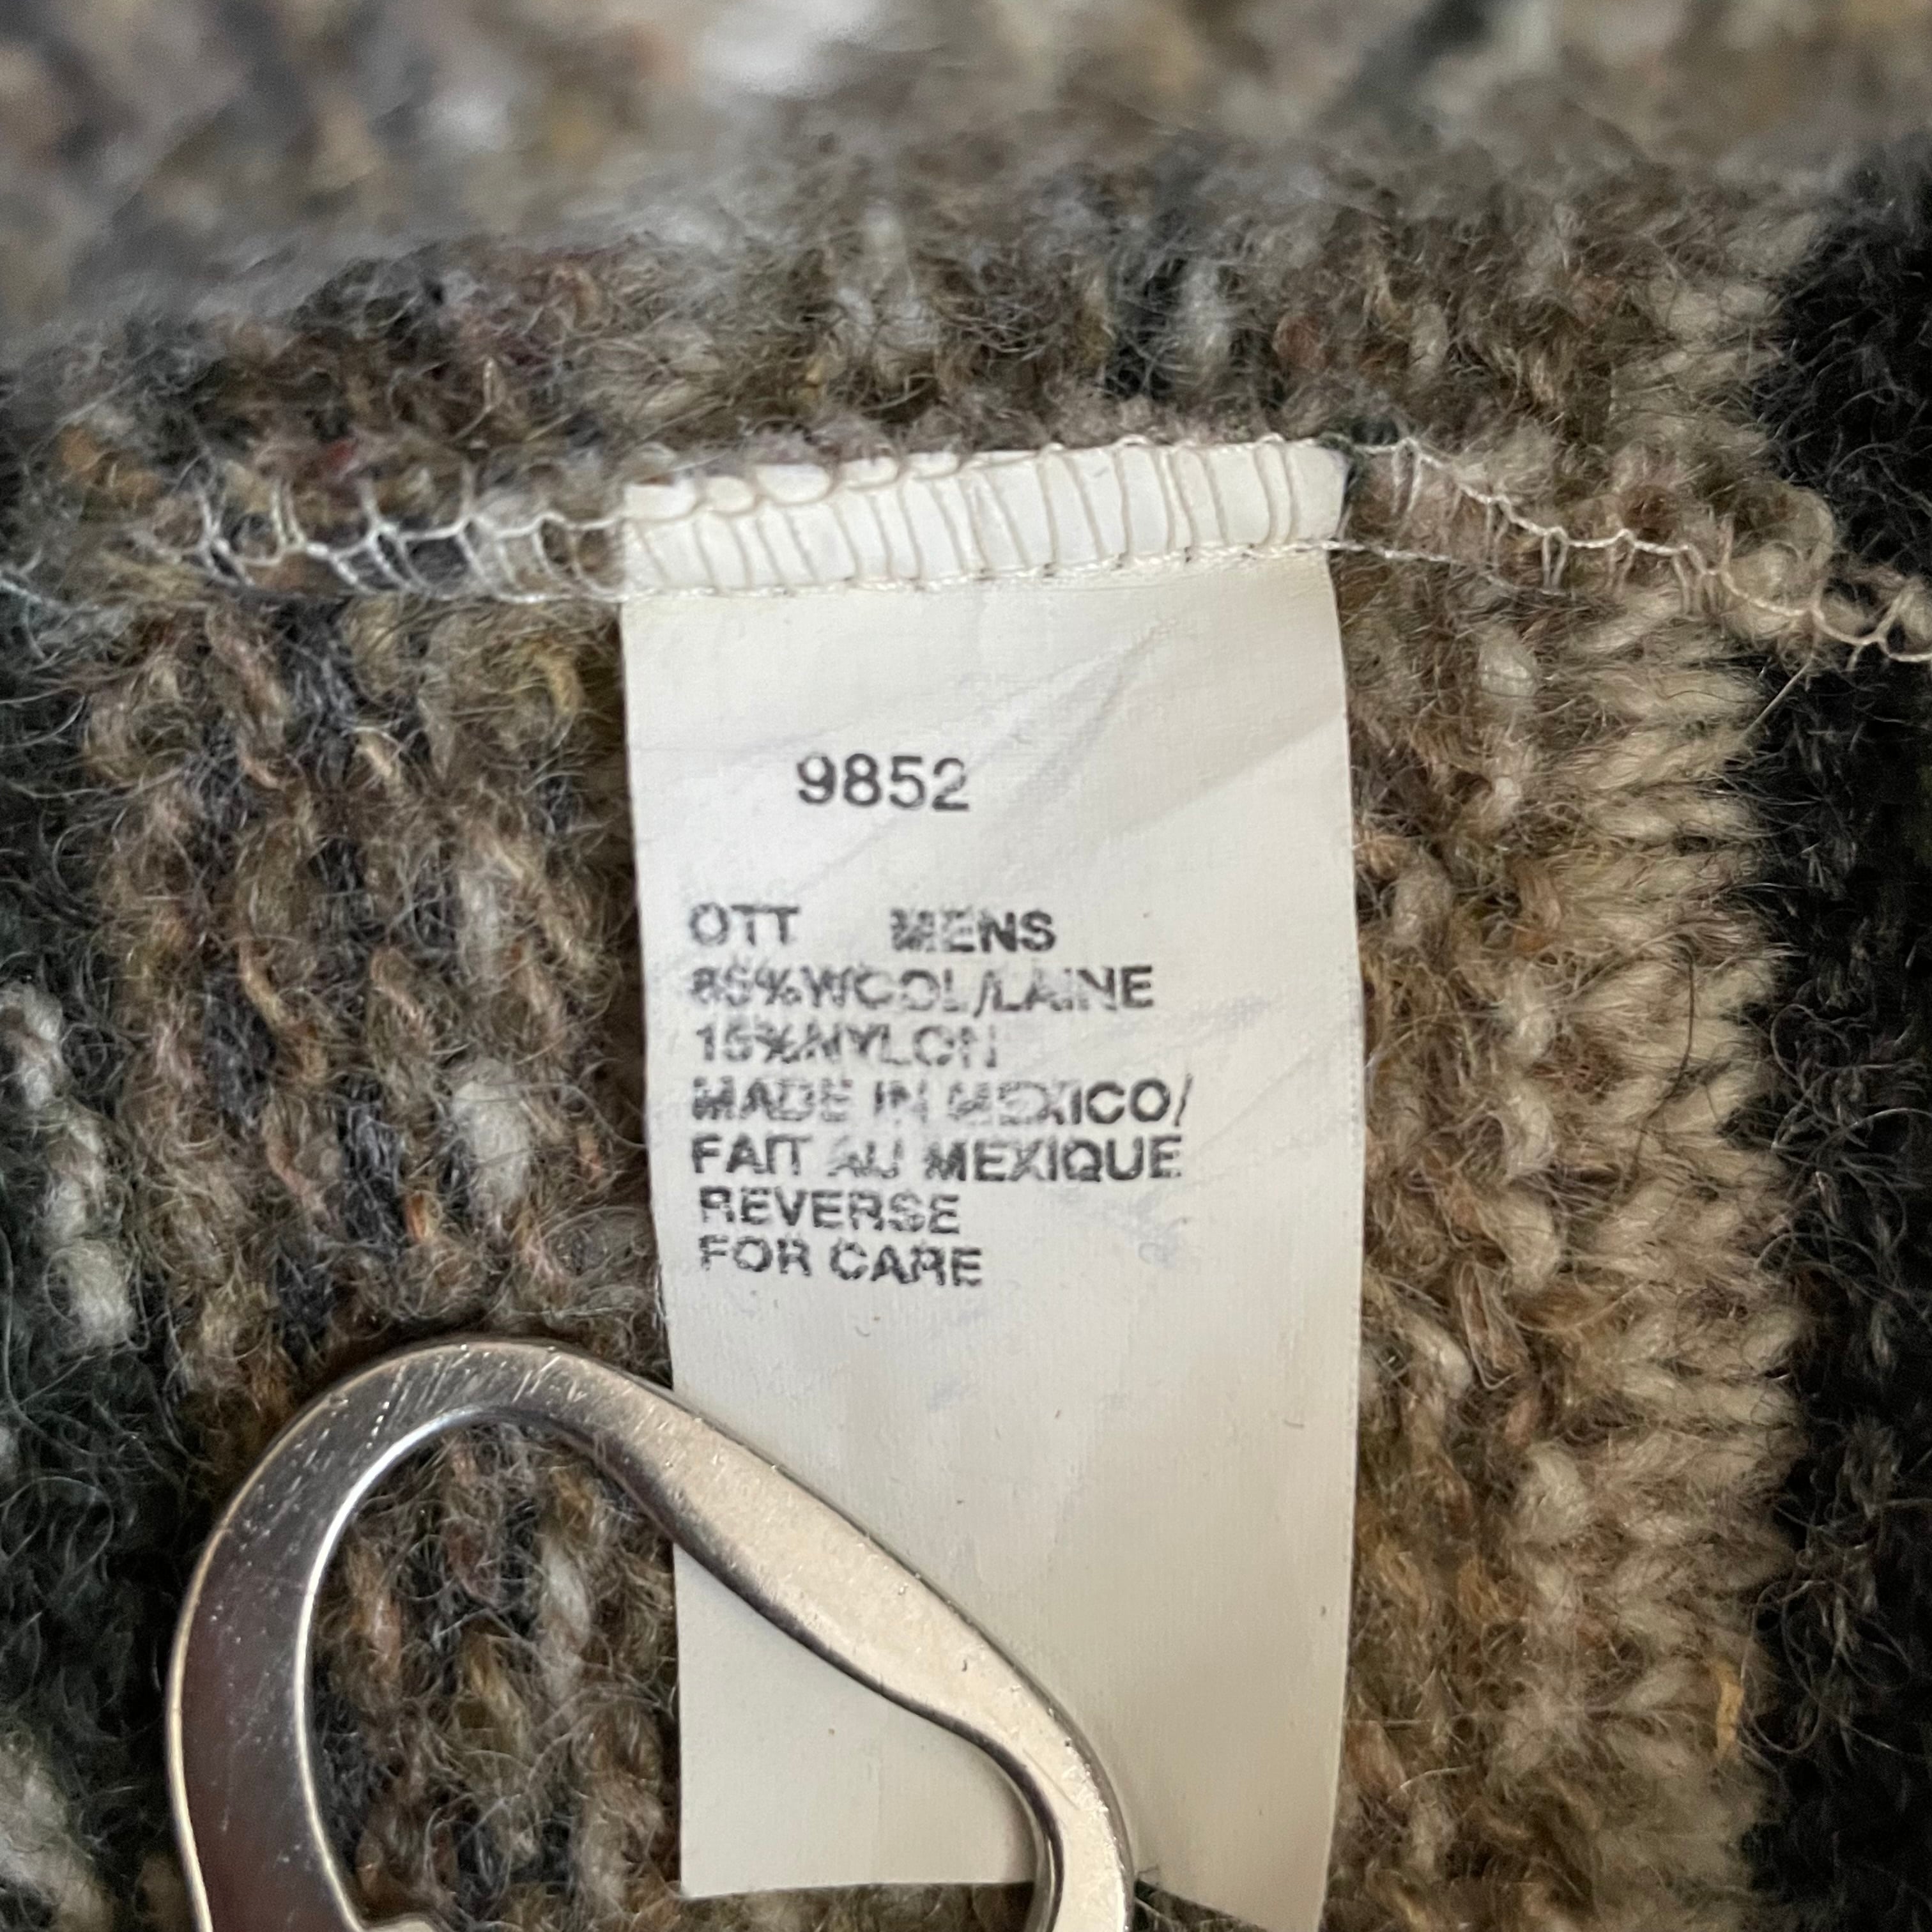 9852
OTT MENS
85%WOOL/LAINE
15%NYLON
MADE IN MEXICO/
FAIT AU MEXIQUE
REVERSE
FOR CARE